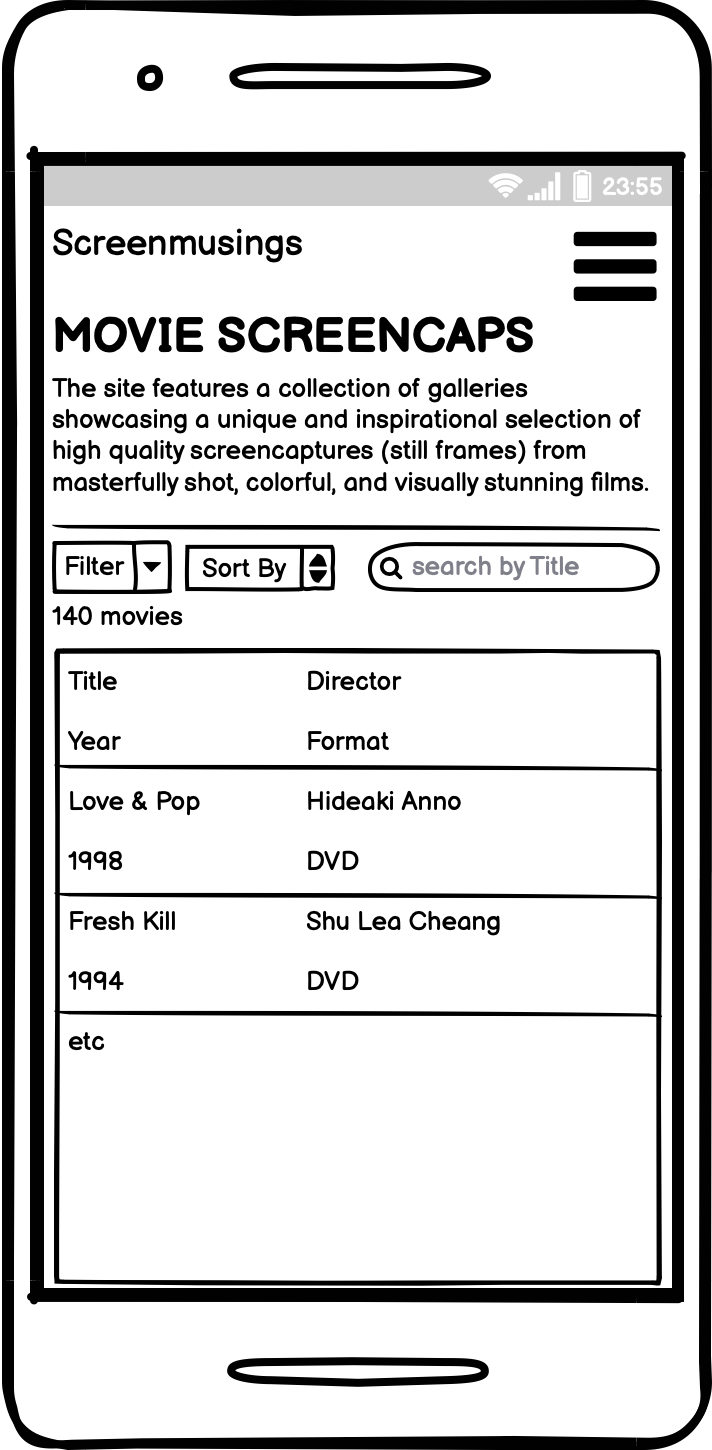 23:55
Screenmusings
MOVIE SCREENCAPS
The site features a collection of galleries
showcasing a unique and inspirational selection of
high quality screencaptures (still frames) from
masterfully shot, colorful, and visually stunning films.
Filter Sort By search by Title
140 movies
Title Director
Year Format
Love & Pop Hideaki Anno
1998 DVD
Fresh Kill Shu Lea Cheang
1994 DVD
etc